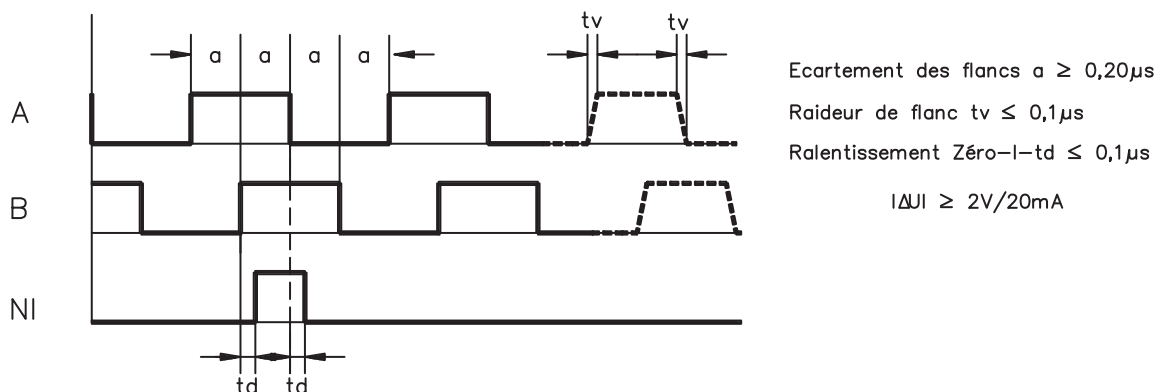 tv tv
a a a a
A
B
NI
td td
Ecartement des flancs a ≥ 0,20µs
Raideur de flanc tv ≤ 0,1µs
Ralentissement Zéro-I-td ≤ 0,1µs
IΔUI ≥ 2V/20mA